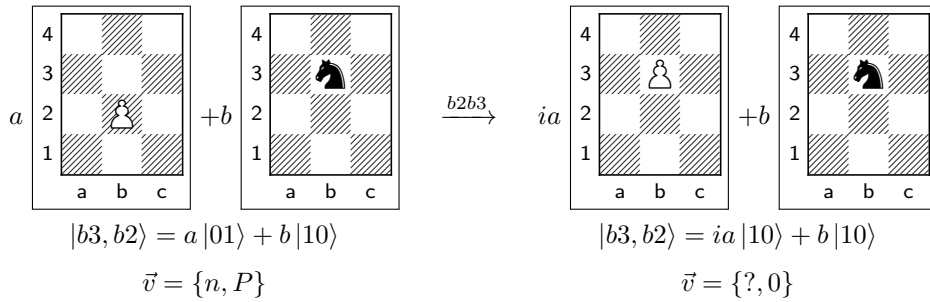 4 4 4 4
3 3 3 3
a 2 +b 2 b2b3 ia 2 +b 2
1 1 1 1
a b c a b c a b c a b c
|b3, b2⟩ = a |01⟩ + b |10⟩ |b3, b2⟩ = ia |10⟩ + b |10⟩
v⃗ = {n, P} v⃗ = {?, 0}